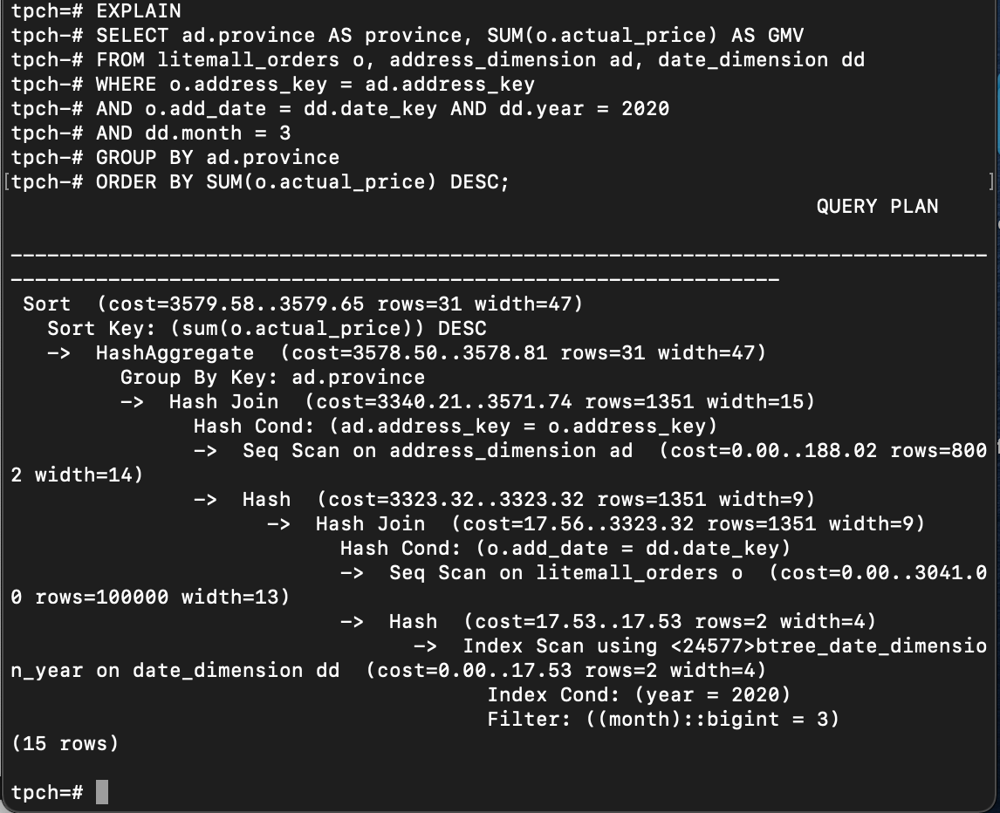 tpch=# EXPLAIN
tpch-# SELECT ad.province AS province, SUM(o.actual_price) AS GMV
tpch-# FROM litemall_orders o, address_dimension ad, date_dimension dd
tpch-# WHERE o.address_key = ad.address_key
tpch-# AND o.add_date = dd.date_key AND dd.year = 2020
tpch-# AND dd.month = 3
tpch-# GROUP BY ad.province
[tpch-# ORDER BY SUM(o.actual_price) DESC; ]
QUERY PLAN
--------------------------------------------------------------------------------
---------------------------------------------------------------
 Sort  (cost=3579.58..3579.65 rows=31 width=47)
   Sort Key: (sum(o.actual_price)) DESC
   ->  HashAggregate  (cost=3578.50..3578.81 rows=31 width=47)
         Group By Key: ad.province
         ->  Hash Join  (cost=3340.21..3571.74 rows=1351 width=15)
               Hash Cond: (ad.address_key = o.address_key)
               ->  Seq Scan on address_dimension ad  (cost=0.00..188.02 rows=800
2 width=14)
               ->  Hash  (cost=3323.32..3323.32 rows=1351 width=9)
                     ->  Hash Join  (cost=17.56..3323.32 rows=1351 width=9)
                           Hash Cond: (o.add_date = dd.date_key)
                           ->  Seq Scan on litemall_orders o  (cost=0.00..3041.0
0 rows=100000 width=13)
                           ->  Hash  (cost=17.53..17.53 rows=2 width=4)
                                 ->  Index Scan using <24577>btree_date_dimensio
n_year on date_dimension dd  (cost=0.00..17.53 rows=2 width=4)
                                       Index Cond: (year = 2020)
                                       Filter: ((month)::bigint = 3)
(15 rows)
tpch=#